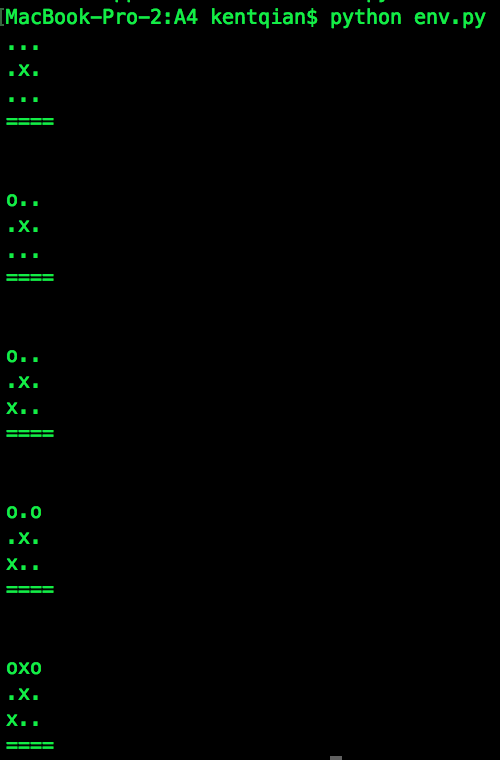 [MacBook-Pro-2:A4 kentqian$ python env.py
...
.x.
...
====
o..
.x.
...
====
o..
.x.
x..
====
o.o
.x.
x..
====
oxo
.x.
x..
====